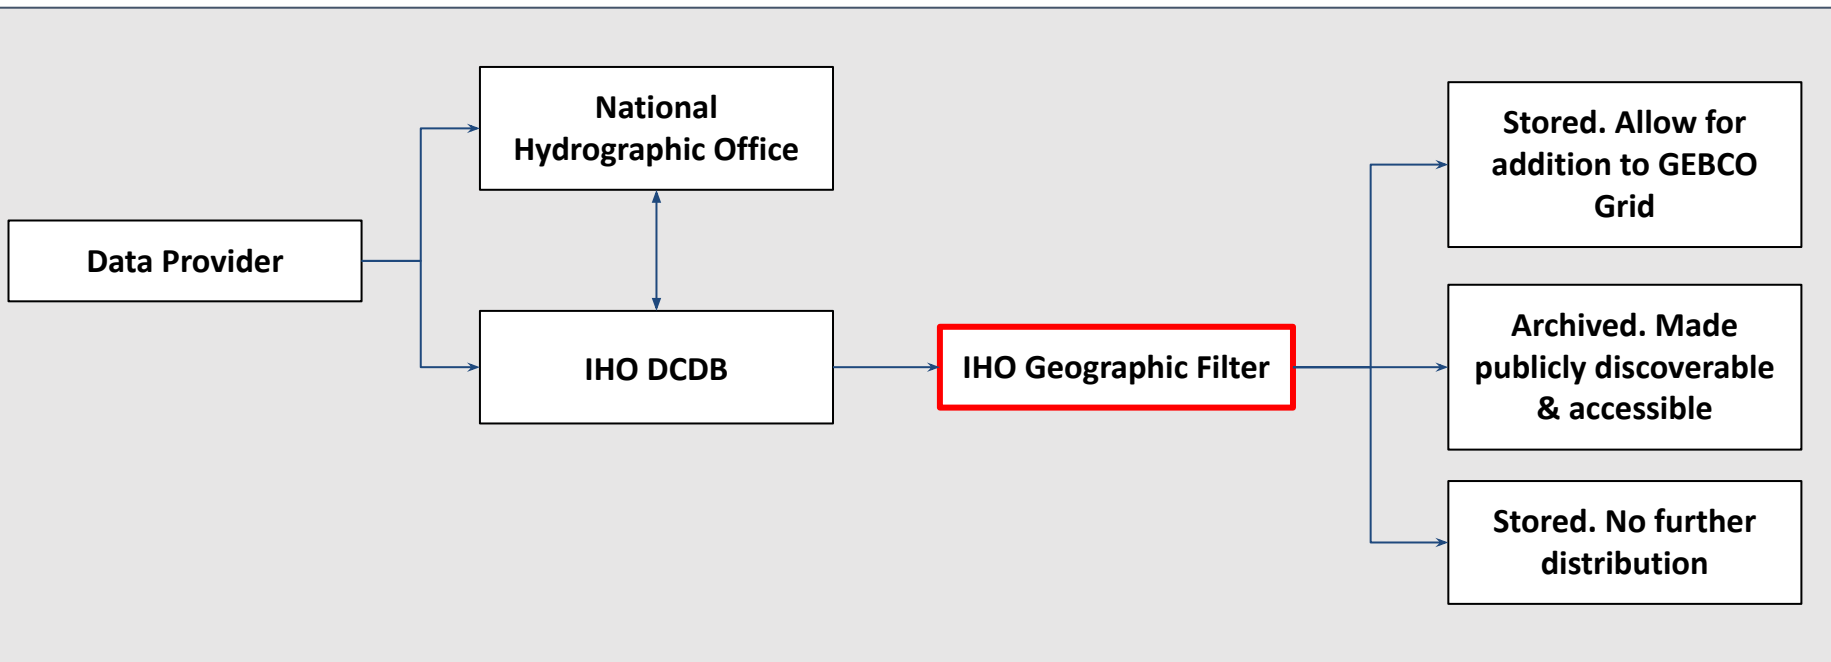 National
Hydrographic Office
Data Provider
IHO DCDB
IHO Geographic Filter
Stored. Allow for
addition to GEBCO
Grid
Archived. Made
publicly discoverable
& accessible
Stored. No further
distribution